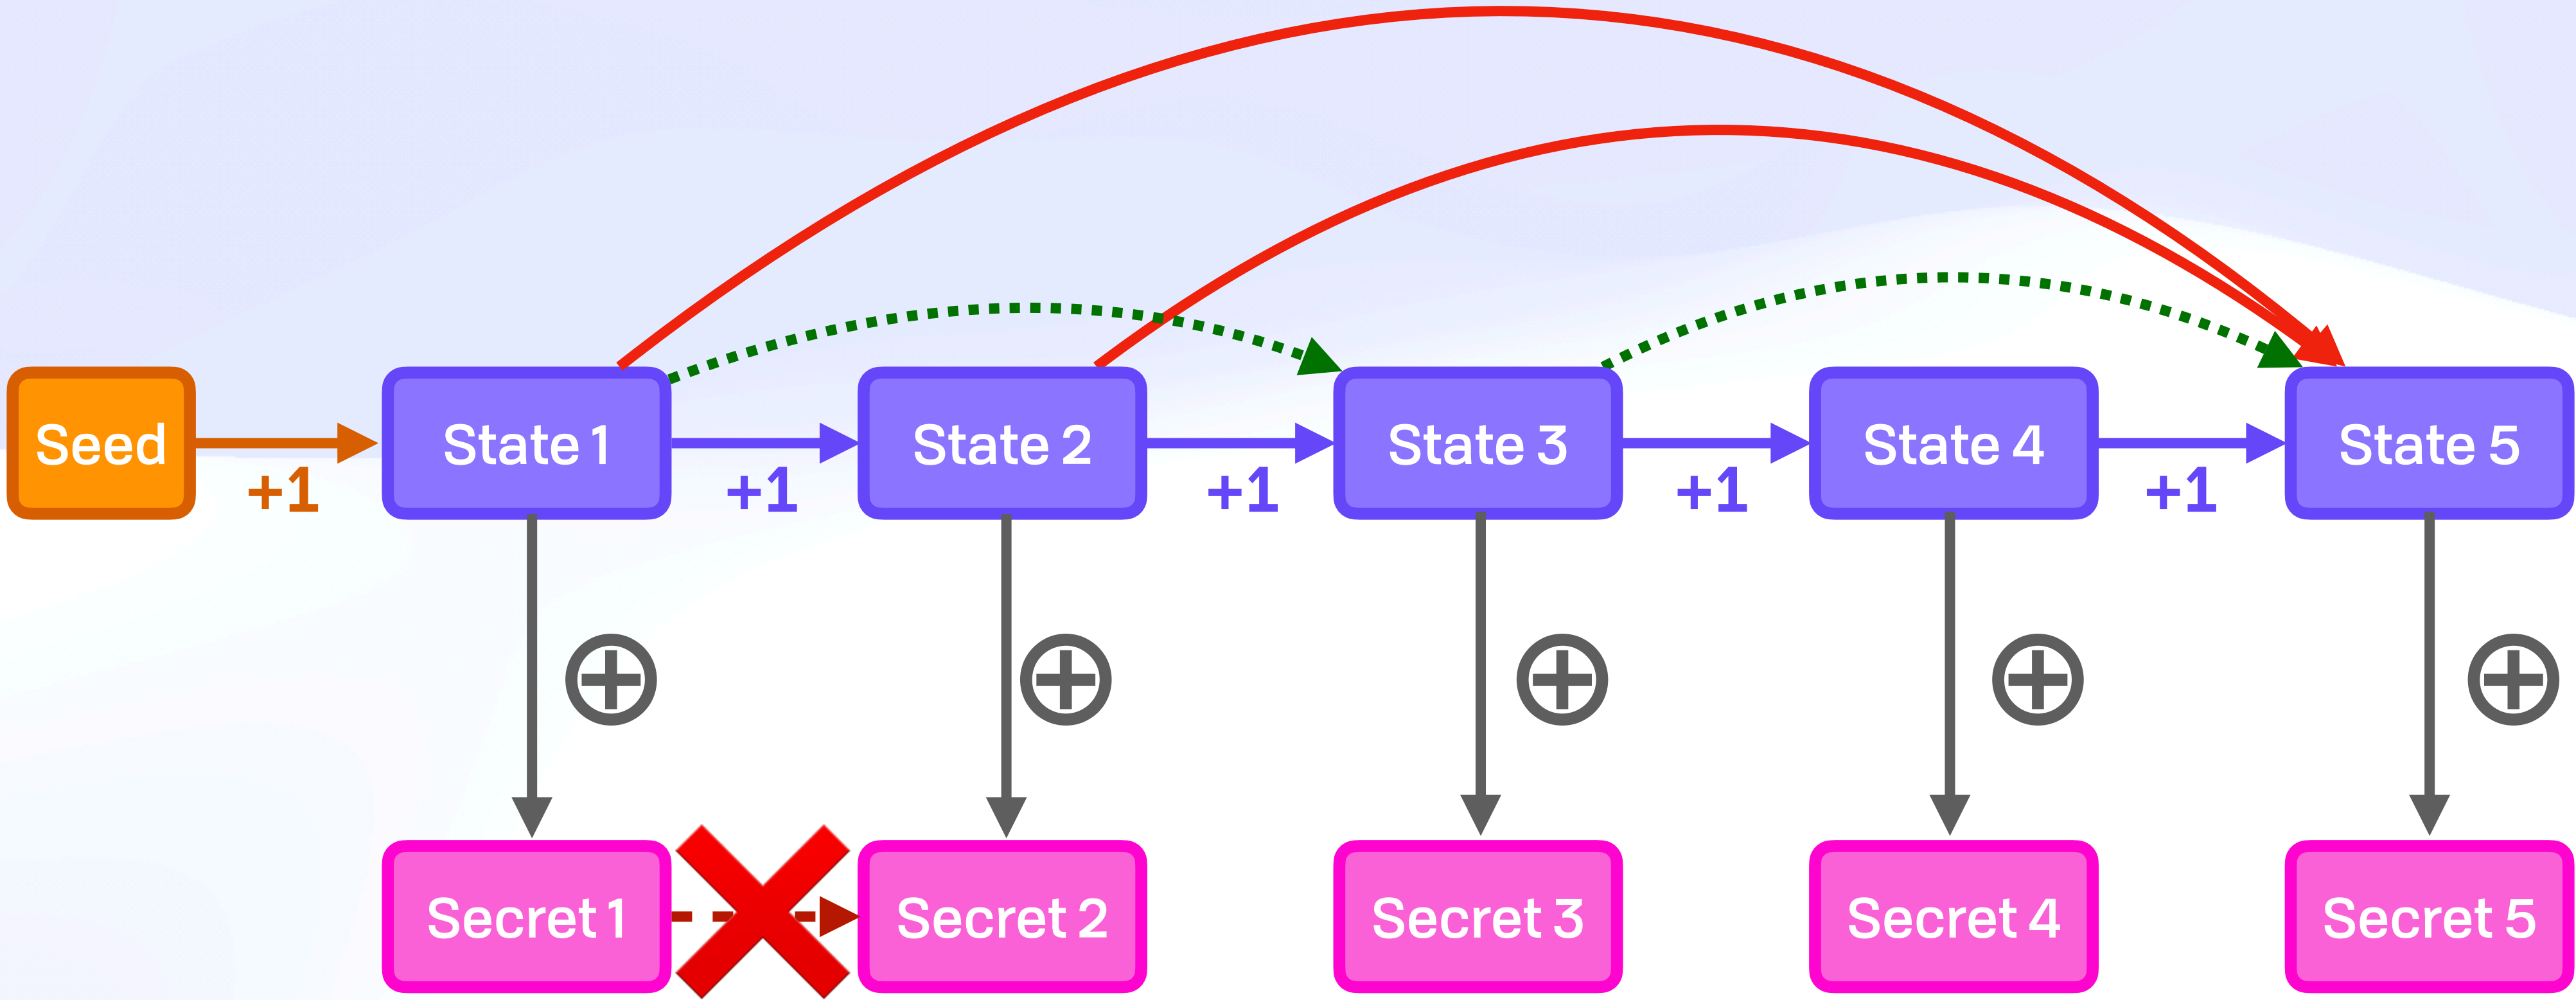 Seed
+1
State 1
+1
State 2
+1
State 3
+1
State 4
+1
State 5
Secret 1
Secret 2
Secret 3
Secret 4
Secret 5